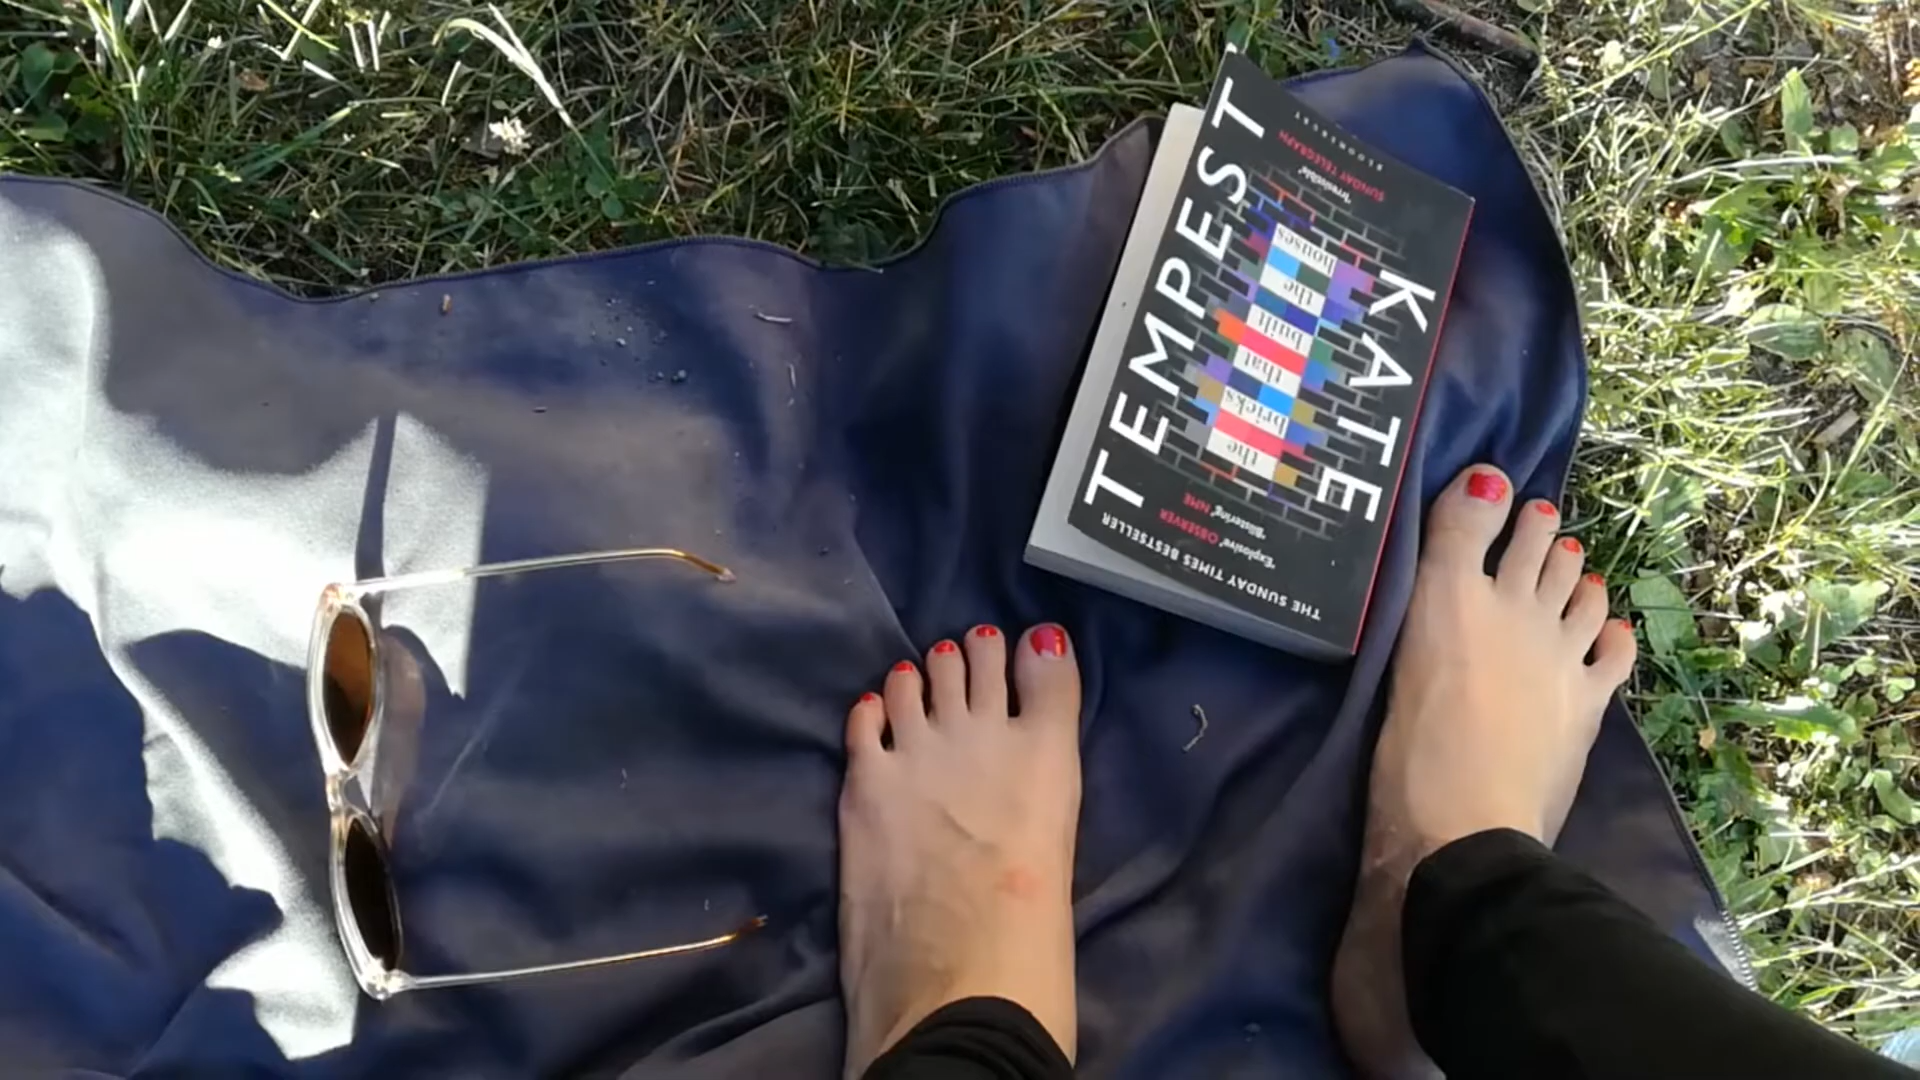 THE SUNDAY TIMES BESTSELLER
'Explosive' OBSERVER
'Blistering' NME
KATE
TEMPEST
the
bricks
that
built
the
houses
'Irresistible'
SUNDAY TELEGRAPH
BLOOMSBURY